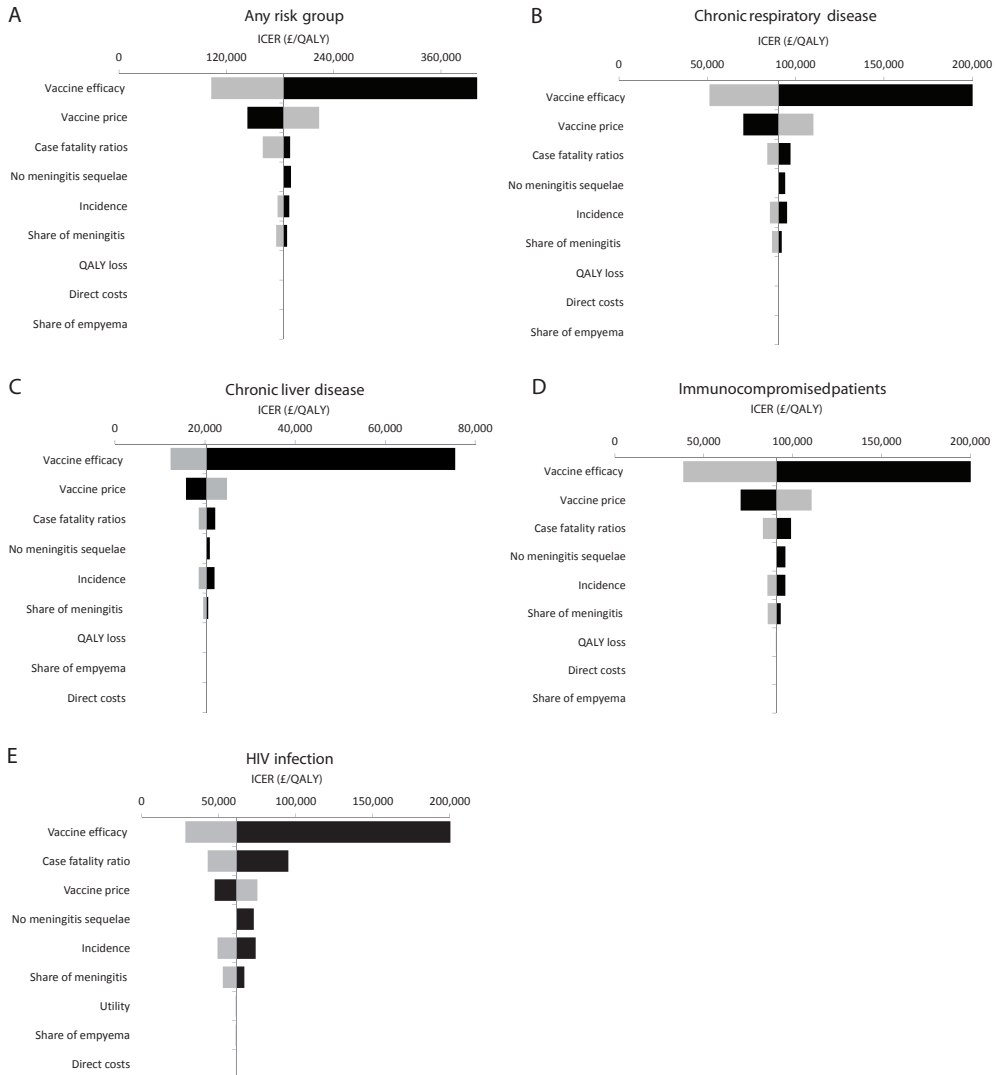 A
Any risk group
ICER (£/QALY)
0 120,000 240,000 360,000
Vaccine efficacy
Vaccine price
Case fatality ratios
No meningitis sequelae
Incidence
Share of meningitis
QALY loss
Direct costs
Share of empyema
B
Chronic respiratory disease
ICER (£/QALY)
0 50,000 100,000 150,000 200,000
Vaccine efficacy
Vaccine price
Case fatality ratios
No meningitis sequelae
Incidence
Share of meningitis
QALY loss
Direct costs
Share of empyema
C
Chronic liver disease
ICER (£/QALY)
0 20,000 40,000 60,000 80,000
Vaccine efficacy
Vaccine price
Case fatality ratios
No meningitis sequelae
Incidence
Share of meningitis
QALY loss
Share of empyema
Direct costs
D
Immunocompromisedpatients
ICER (£/QALY)
0 50,000 100,000 150,000 200,000
Vaccine efficacy
Vaccine price
Case fatality ratios
No meningitis sequelae
Incidence
Share of meningitis
QALY loss
Direct costs
Share of empyema
E
HIV infection
ICER (£/QALY)
0 50,000 100,000 150,000 200,000
Vaccine efficacy
Case fatality ratio
Vaccine price
No meningitis sequelae
Incidence
Share of meningitis
Utility
Share of empyema
Direct costs